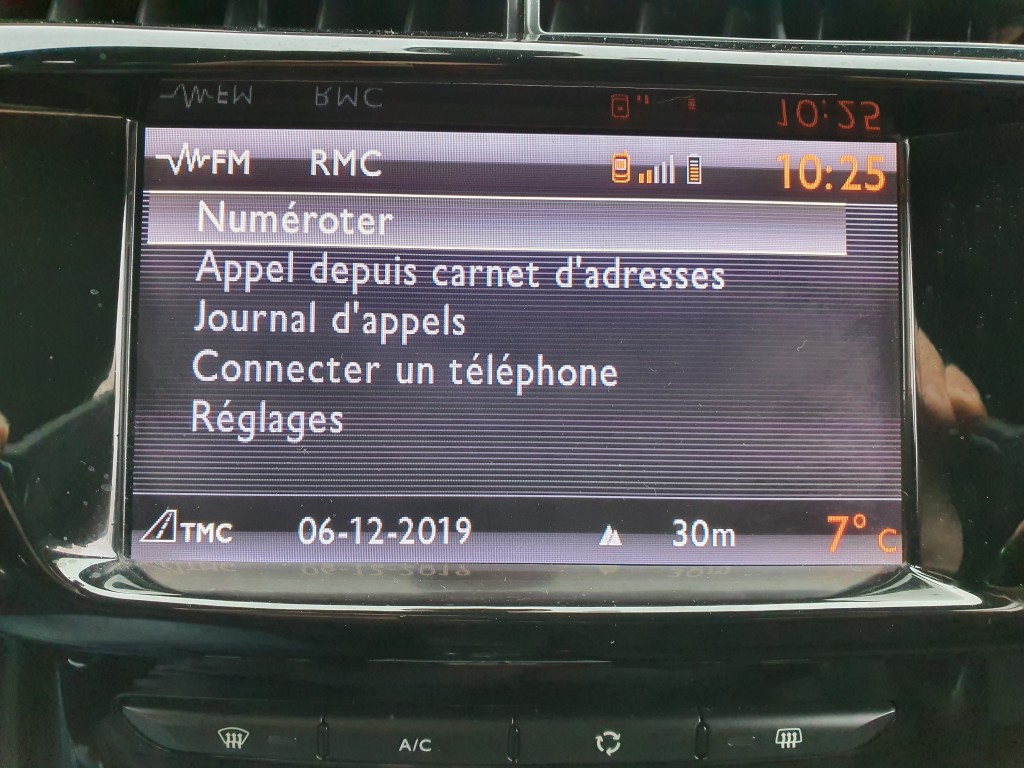 FM RMC 10:25
Numéroter
Appel depuis carnet d'adresses
Journal d'appels
Connecter un téléphone
Réglages
TMC 06-12-2019 30m 7° C
A/C